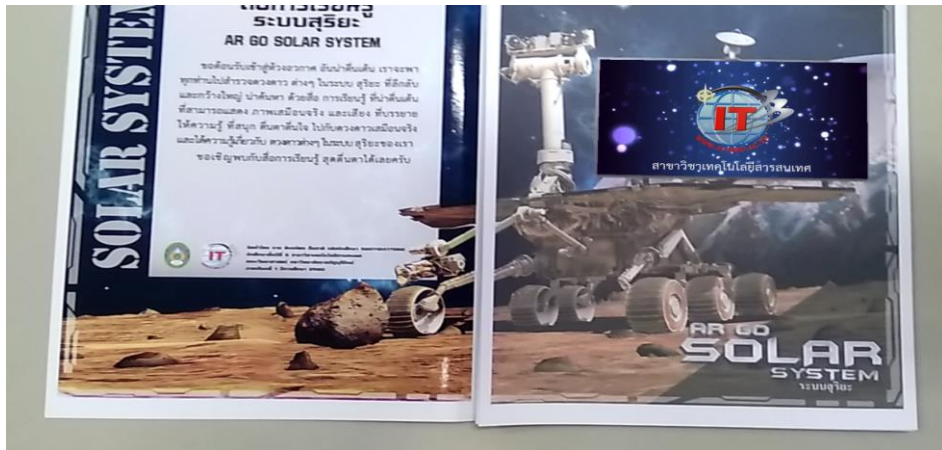 SOLAR SYSTEM
สื่อการเรียนรู้
ระบบสุริยะ
AR GO SOLAR SYSTEM
ขอต้อนรับเข้าสู่ห้วงอวกาศ อันน่าตื่นเต้น เราจะพา
ทุกท่านไปสำรวจดวงดาว ต่างๆ ในระบบ สุริยะ ที่ลึกลับ
และกว้างใหญ่ น่าค้นหา ด้วยสื่อ การเรียนรู้ ที่น่าตื่นเต้น
ที่สามารถแสดง ภาพเสมือนจริง และเสียง ที่บรรยาย
ให้ความรู้ ที่สนุก ตื่นตาตื่นใจ ไปกับดวงดาวเสมือนจริง
และได้ความรู้เกี่ยวกับ ดวงดาวต่างๆ ในระบบ สุริยะของเรา
ขอเชิญพบกับสื่อการเรียนรู้ สุดตื่นตาได้เลยครับ
IT
IT
สาขาวิชาเทคโนโลยีสารสนเทศ
AR GO
SOLAR
SYSTEM
ระบบสุริยะ